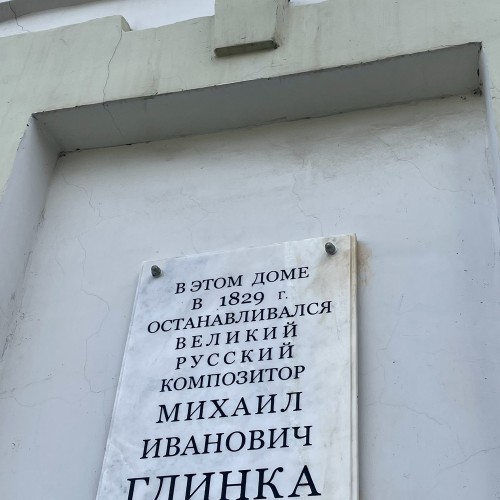 В ЭТОМ ДОМЕ
В 1829 г.
ОСТАНАВЛИВАЛСЯ
ВЕЛИКИЙ
РУССКИЙ
КОМПОЗИТОР
МИХАИЛ
ИВАНОВИЧ
ГЛИНКА